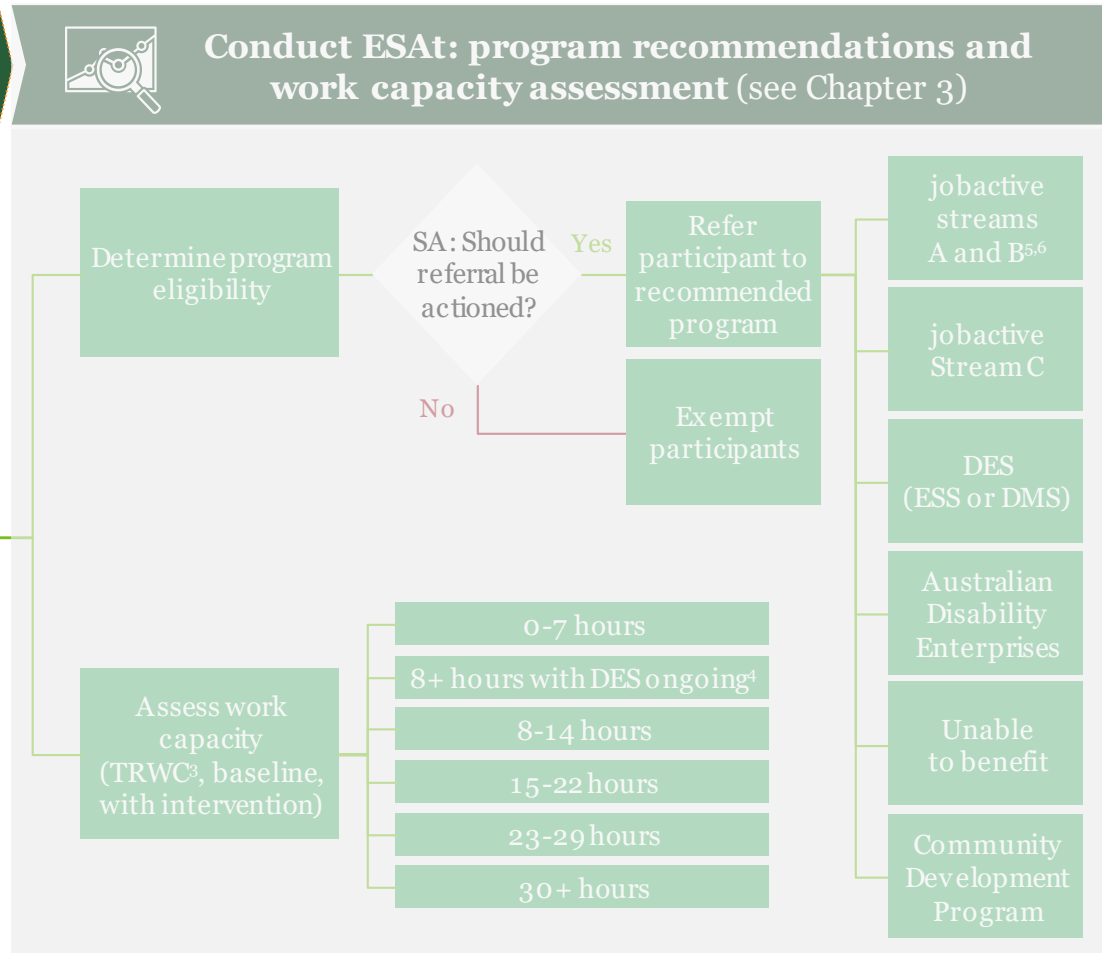 Conduct ESAt: program recommendations and
work capacity assessment (see Chapter 3)
Determine program
eligibility
SA: Should
referral be
actioned?
Yes
No
Refer
participant to
recommended
program
Exempt
participants
jobactive
streams
A and B⁵,⁶
jobactive
Stream C
DES
(ESS or DMS)
Australian
Disability
Enterprises
Unable
to benefit
Community
Development
Program
Assess work
capacity
(TRWC³, baseline,
with intervention)
0-7 hours
8+ hours with DES ongoing⁴
8-14 hours
15-22 hours
23-29 hours
30+ hours